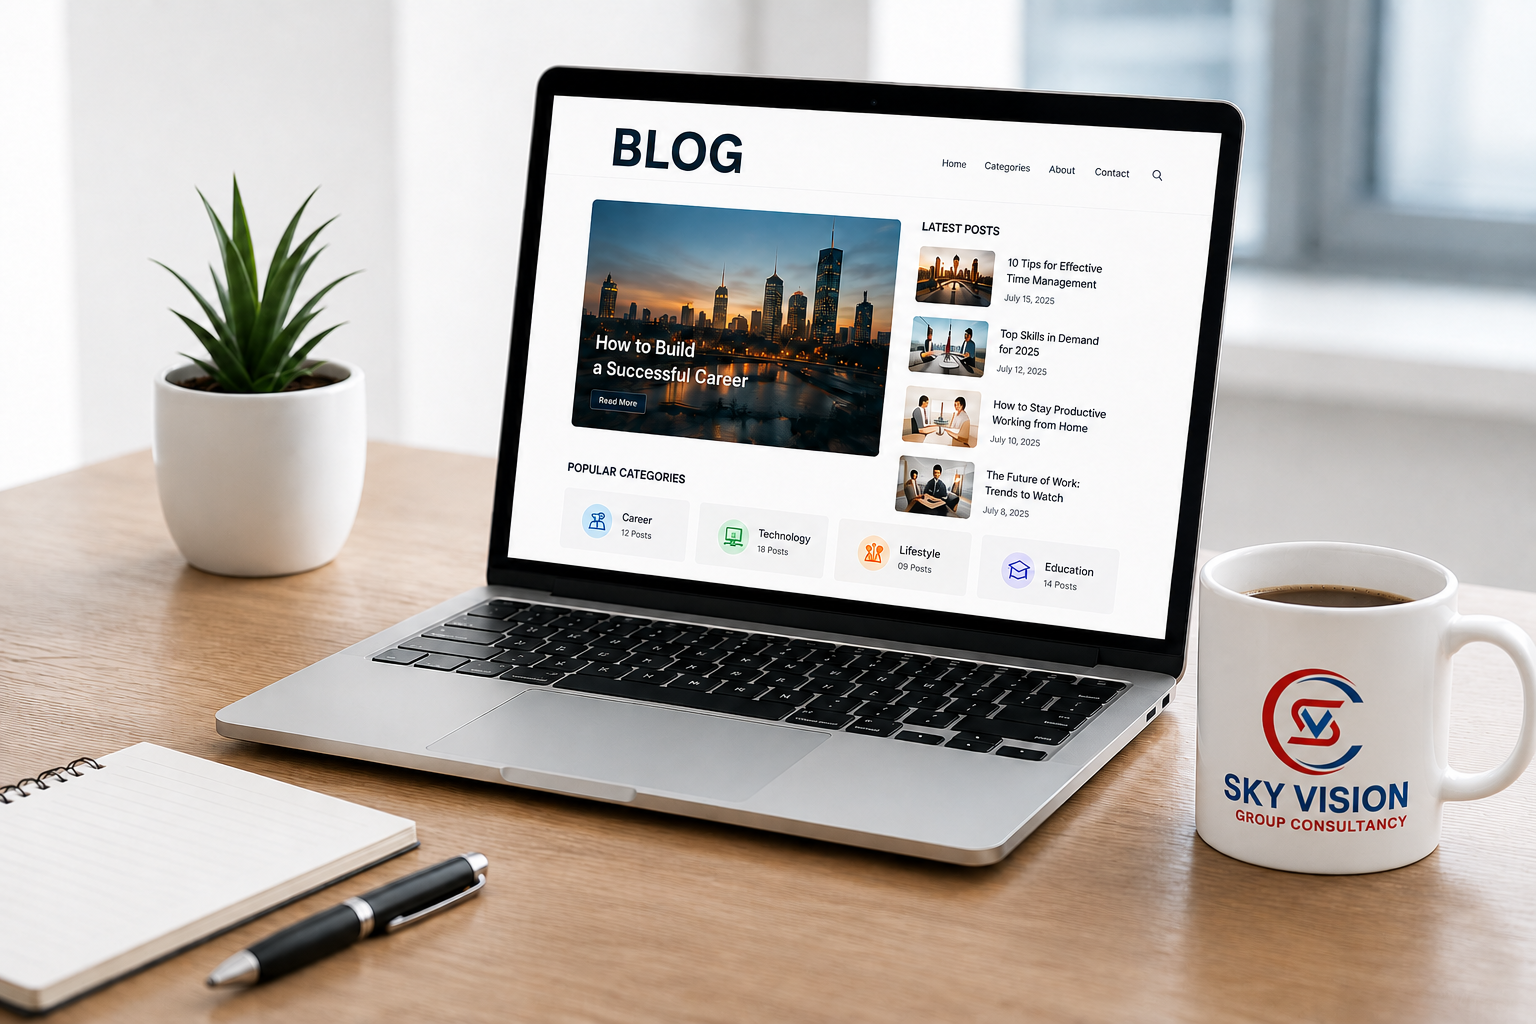 BLOG
Home
Categories
About
Contact
How to Build
a Successful Career
Read More
LATEST POSTS
10 Tips for Effective
Time Management
July 15, 2025
Top Skills in Demand
for 2025
July 12, 2025
How to Stay Productive
Working from Home
July 10, 2025
The Future of Work:
Trends to Watch
July 8, 2025
POPULAR CATEGORIES
Career
12 Posts
Technology
18 Posts
Lifestyle
09 Posts
Education
14 Posts
SV
SKY VISION
GROUP CONSULTANCY